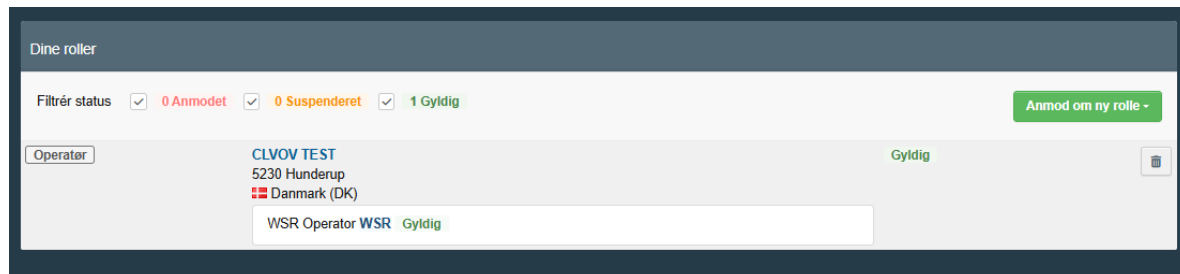 Dine roller
Filtrér status 0 Anmodet 0 Suspenderet 1 Gyldig
Anmod om ny rolle
Operatør CLVOV TEST Gyldig
5230 Hunderup
Danmark (DK)
WSR Operator WSR Gyldig